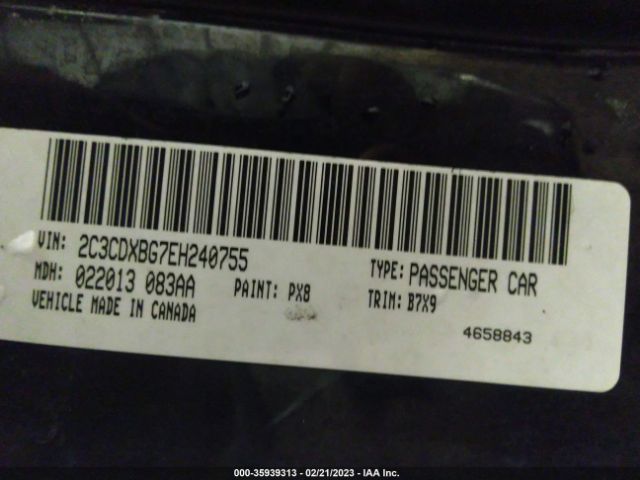 VIN: 2C3CDXBG7EH240755
TYPE: PASSENGER CAR
MDH: 022013 083AA
PAINT: PX8
TRIM: B7X9
VEHICLE MADE IN CANADA
4658843
000-35939313 - 02/21/2023 - IAA Inc.